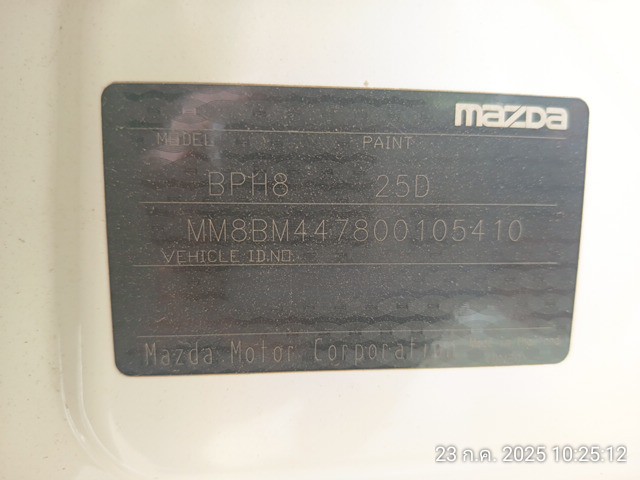 mazda
MODEL PAINT
BPH8 25D
MM8BM447800105410
VEHICLE ID.NO.
Mazda Motor Corporation
23 ก.ค. 2025 10:25:12